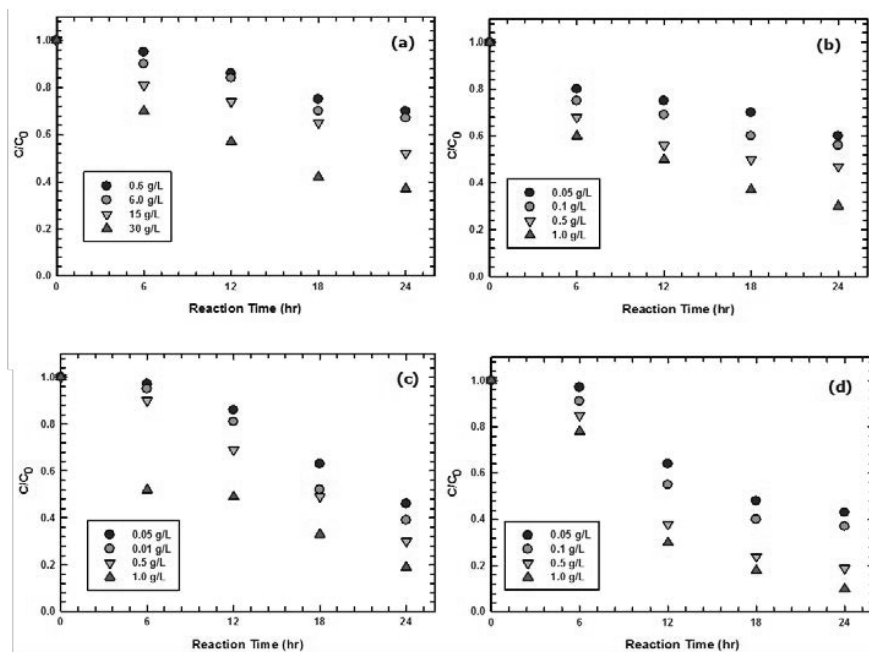 (a)
1.0
0.8
0.6
0.4
0.2
0.0
C/C0
0.6 g/L
6.0 g/L
15 g/L
30 g/L
0 6 12 18 24
Reaction Time (hr)
(b)
1.0
0.8
0.6
0.4
0.2
0.0
C/C0
0.05 g/L
0.1 g/L
0.5 g/L
1.0 g/L
0 6 12 18 24
Reaction Time (hr)
(c)
1.0
0.8
0.6
0.4
0.2
0.0
C/C0
0.05 g/L
0.01 g/L
0.5 g/L
1.0 g/L
0 6 12 18 24
Reaction Time (hr)
(d)
1.0
0.8
0.6
0.4
0.2
0.0
C/C0
0.05 g/L
0.1 g/L
0.5 g/L
1.0 g/L
0 6 12 18 24
Reaction Time (hr)